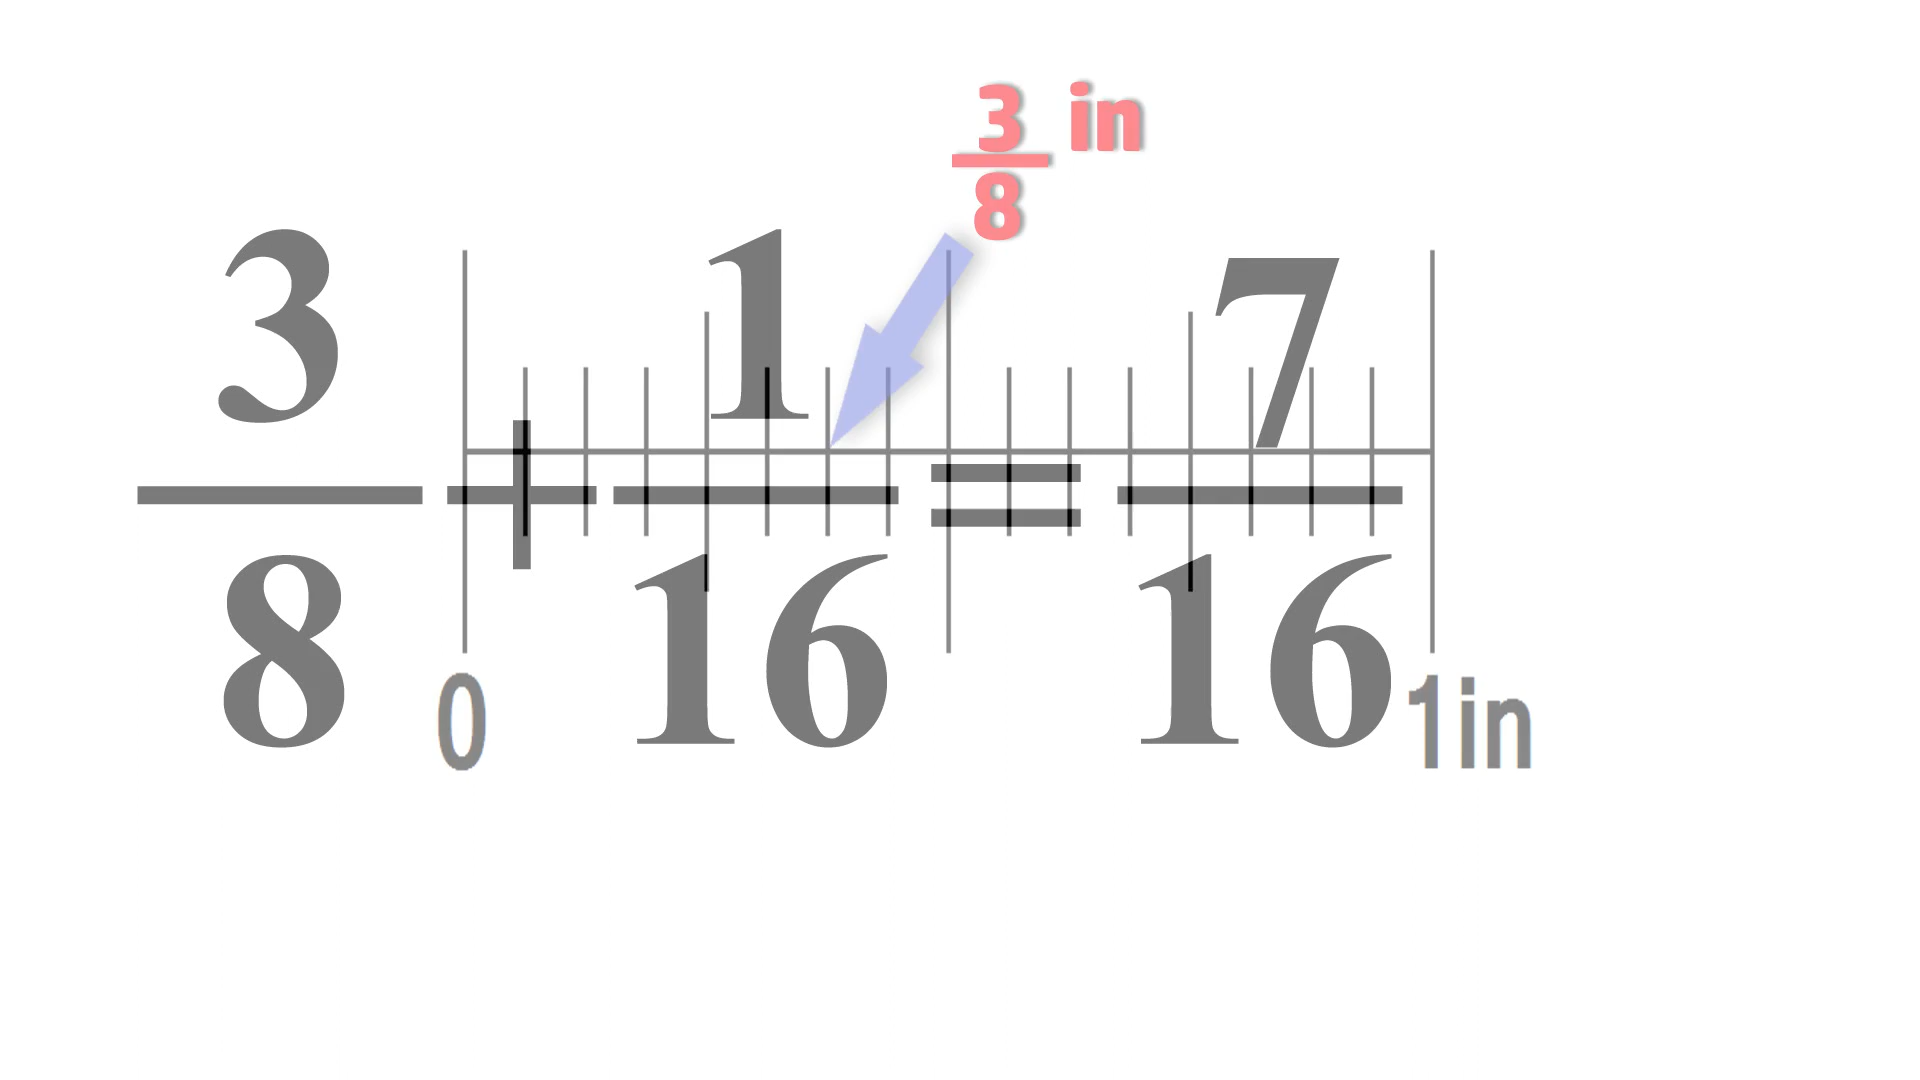 3/8 in
3/8 + 1/16 = 7/16
0 1in